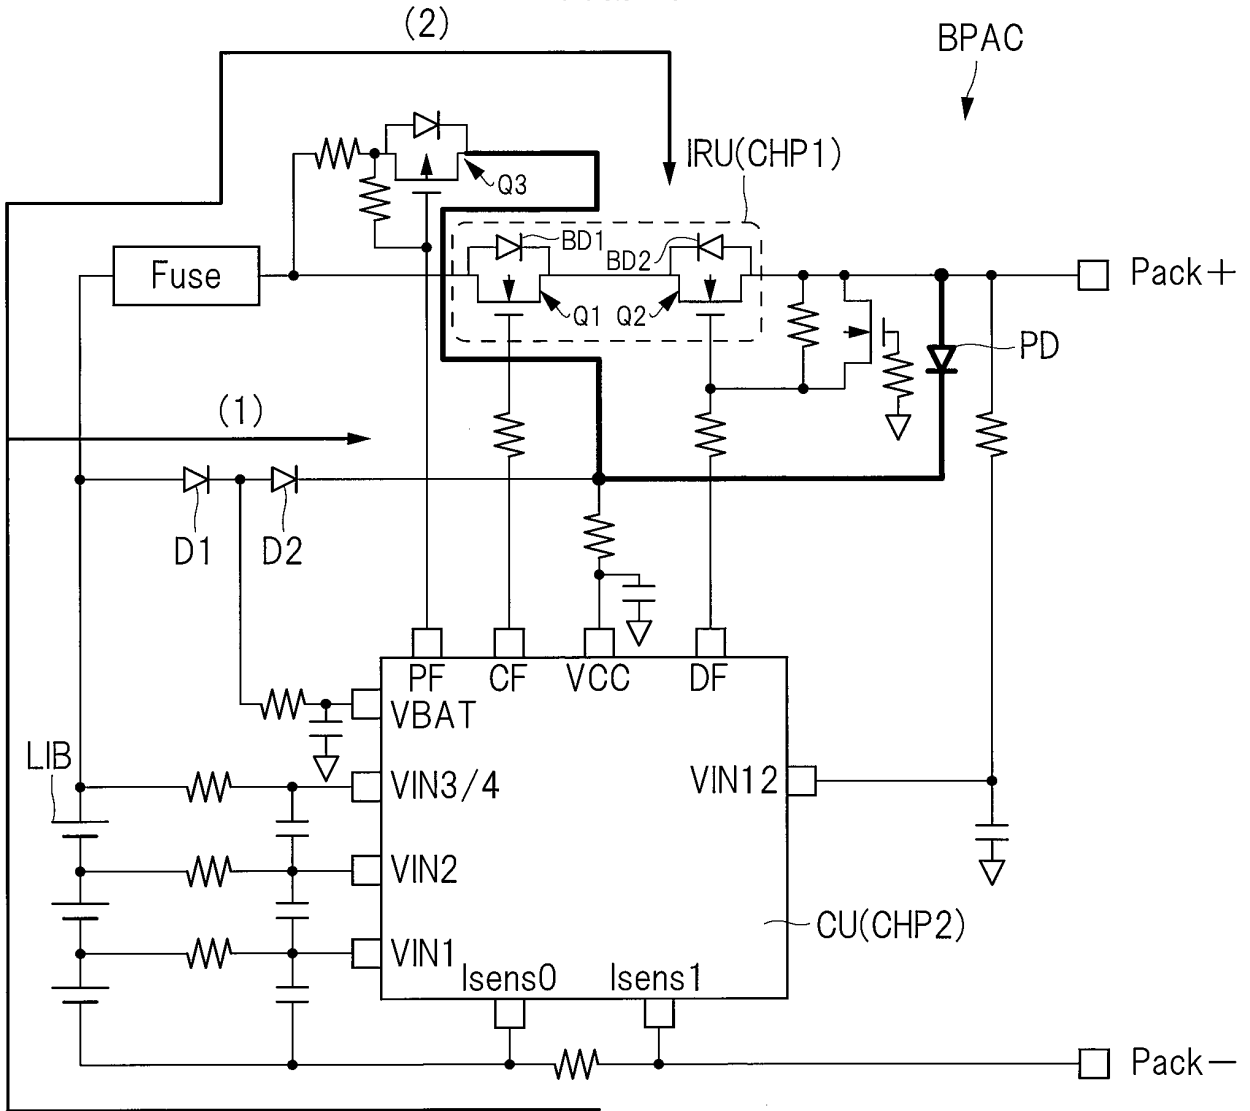 (2)
BPAC
IRU(CHP1)
Q3
BD1
BD2
Fuse
Q1
Q2
Pack+
PD
(1)
D1
D2
PF
CF
VCC
DF
VBAT
LIB
VIN3/4
VIN12
VIN2
CU(CHP2)
VIN1
Isens0
Isens1
Pack−